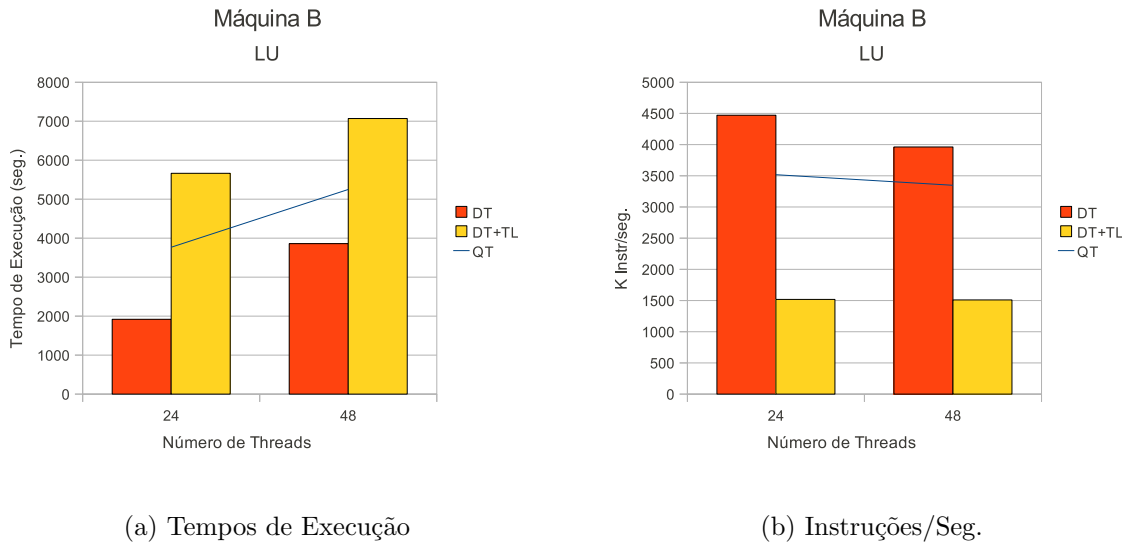 Máquina B
LU
8000
7000
6000
5000
4000
3000
2000
1000
0
Tempo de Execução (seg.)
24
48
Número de Threads
DT
DT+TL
QT
(a) Tempos de Execução
Máquina B
LU
5000
4500
4000
3500
3000
2500
2000
1500
1000
500
0
K Instr/seg.
24
48
Número de Threads
DT
DT+TL
QT
(b) Instruções/Seg.